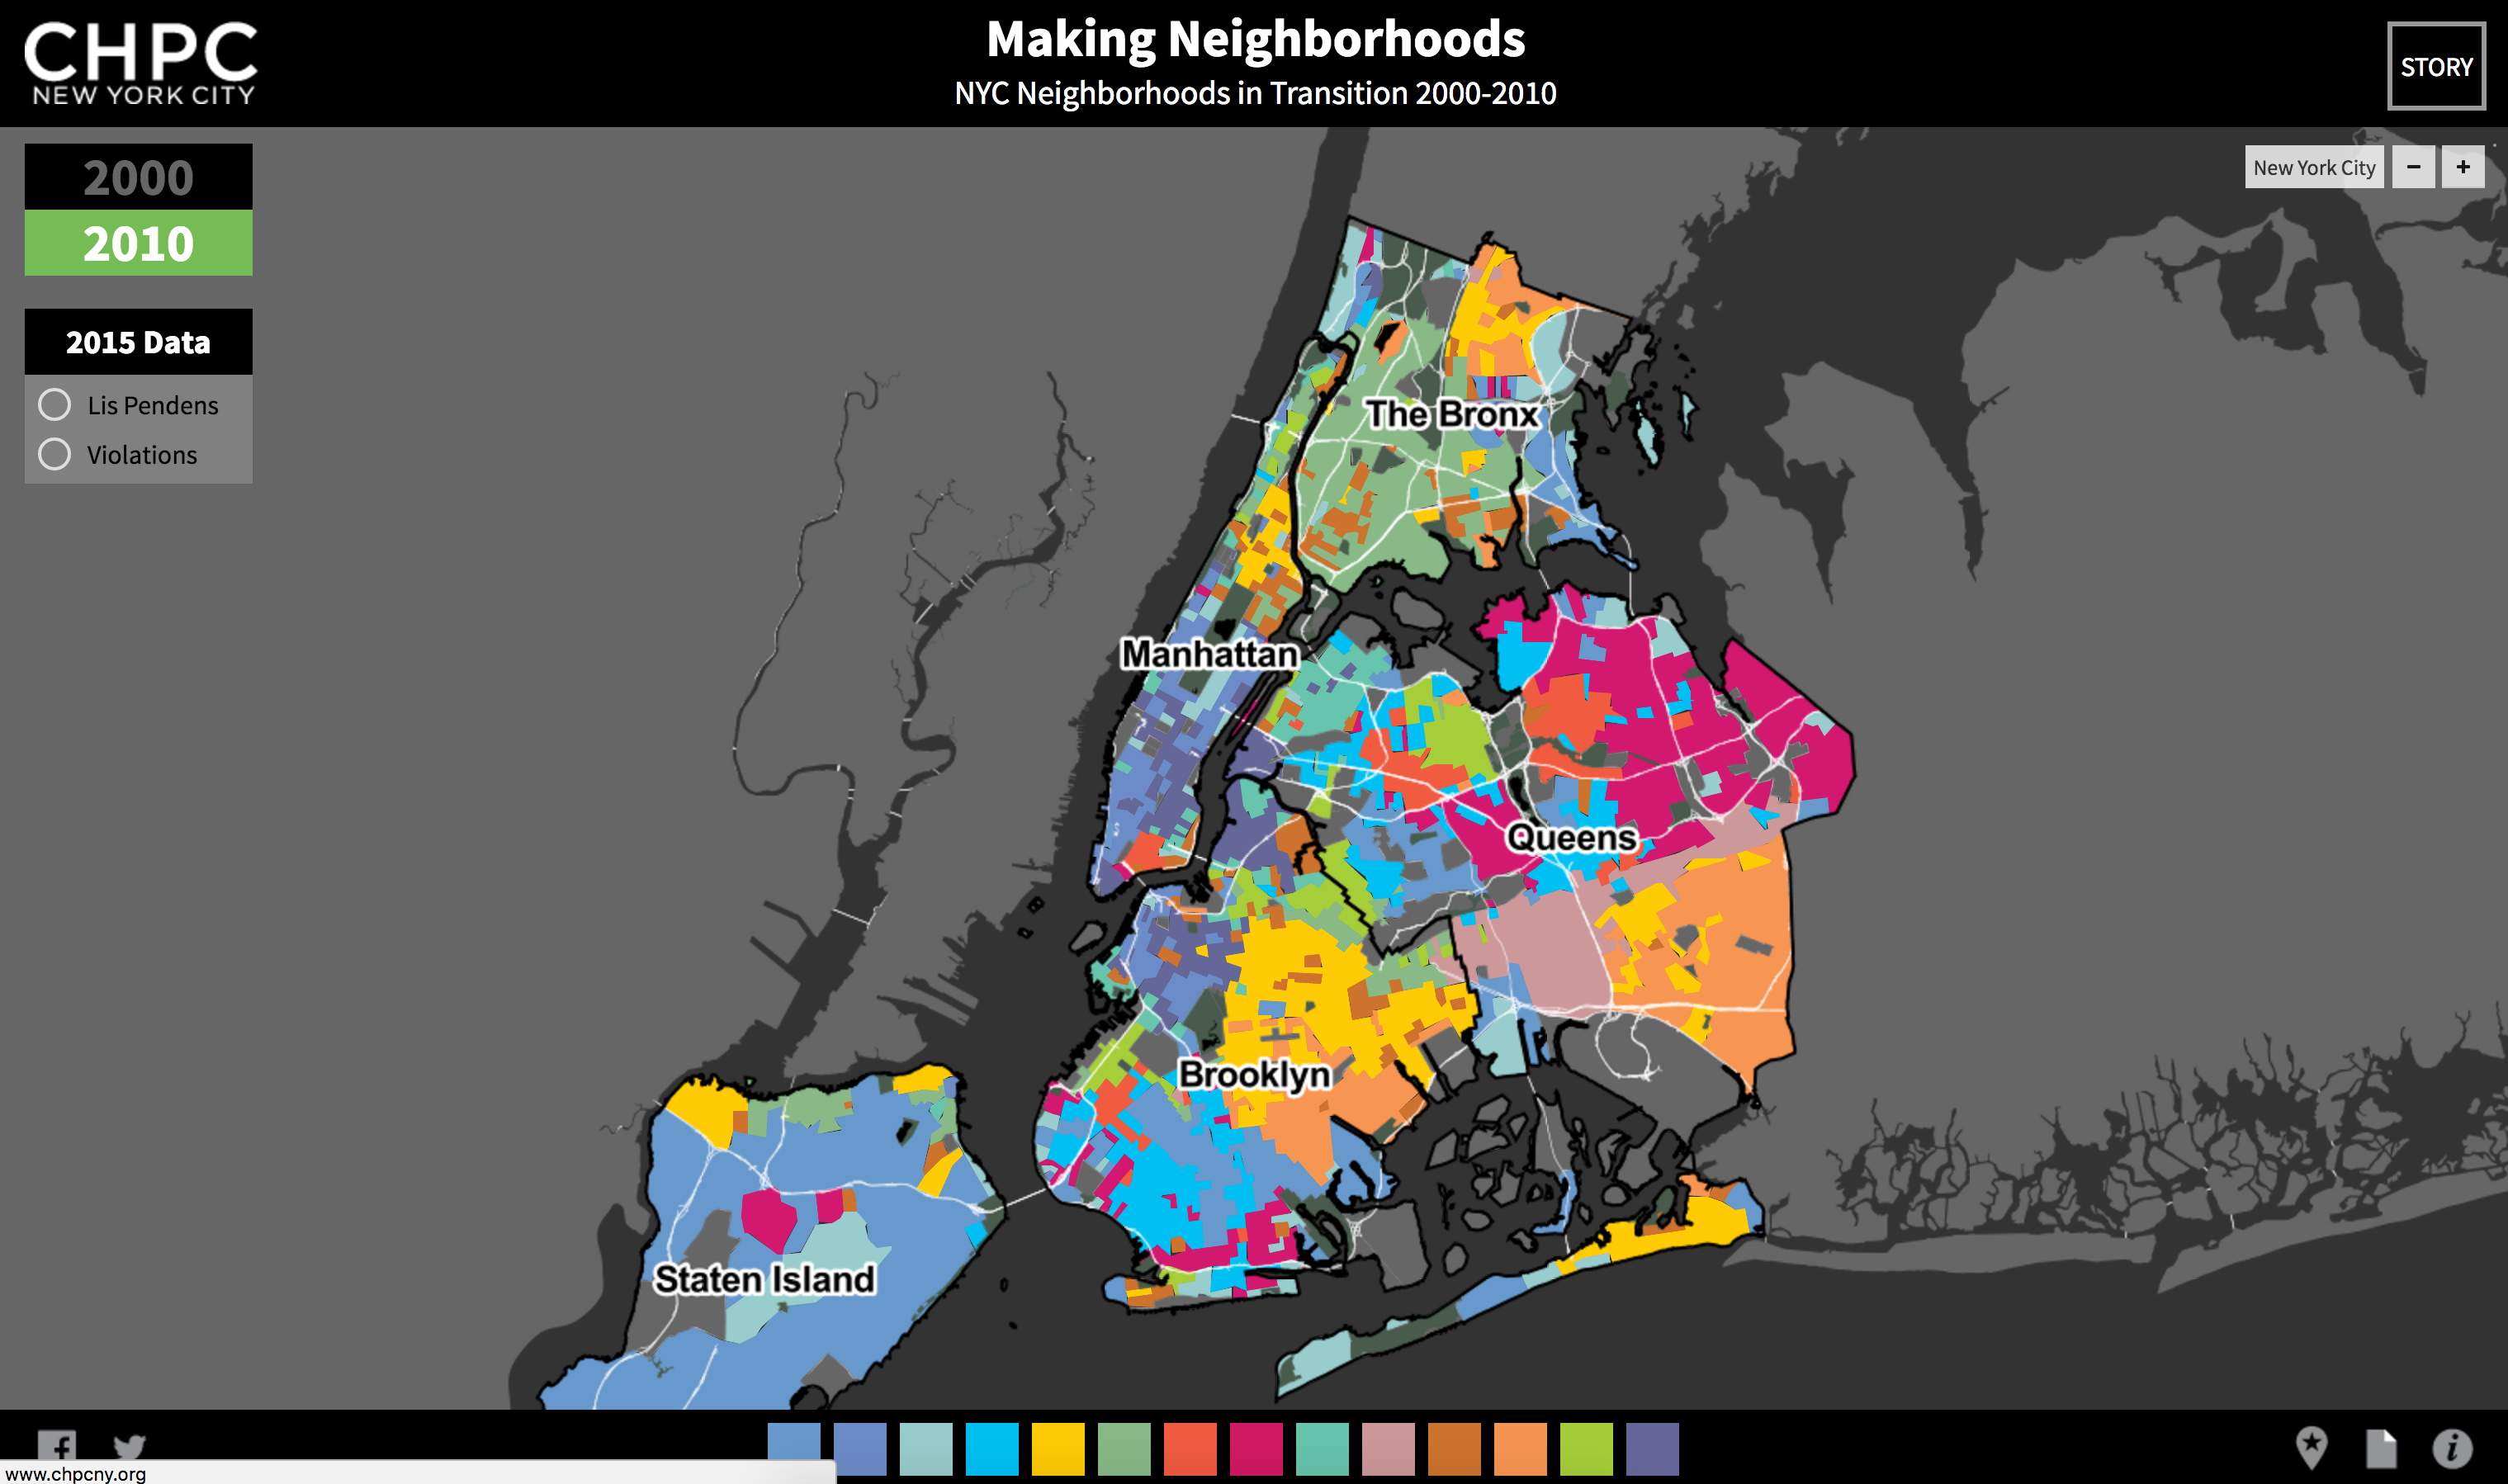 CHPC
NEW YORK CITY
Making Neighborhoods
NYC Neighborhoods in Transition 2000-2010
STORY
2000
2010
2015 Data
Lis Pendens
Violations
New York City
−
+
The Bronx
Manhattan
Queens
Brooklyn
Staten Island
www.chpcny.org